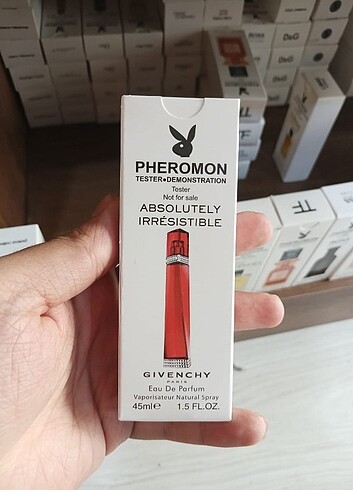 PHEROMON
TESTER●DEMONSTRATION
Tester
Not for sale
ABSOLUTELY
IRRÉSISTIBLE
GIVENCHY
PARIS
Eau De Parfum
Vaporisateur Natural Spray
45ml℮ 1.5 FL.OZ.
D&G
TF